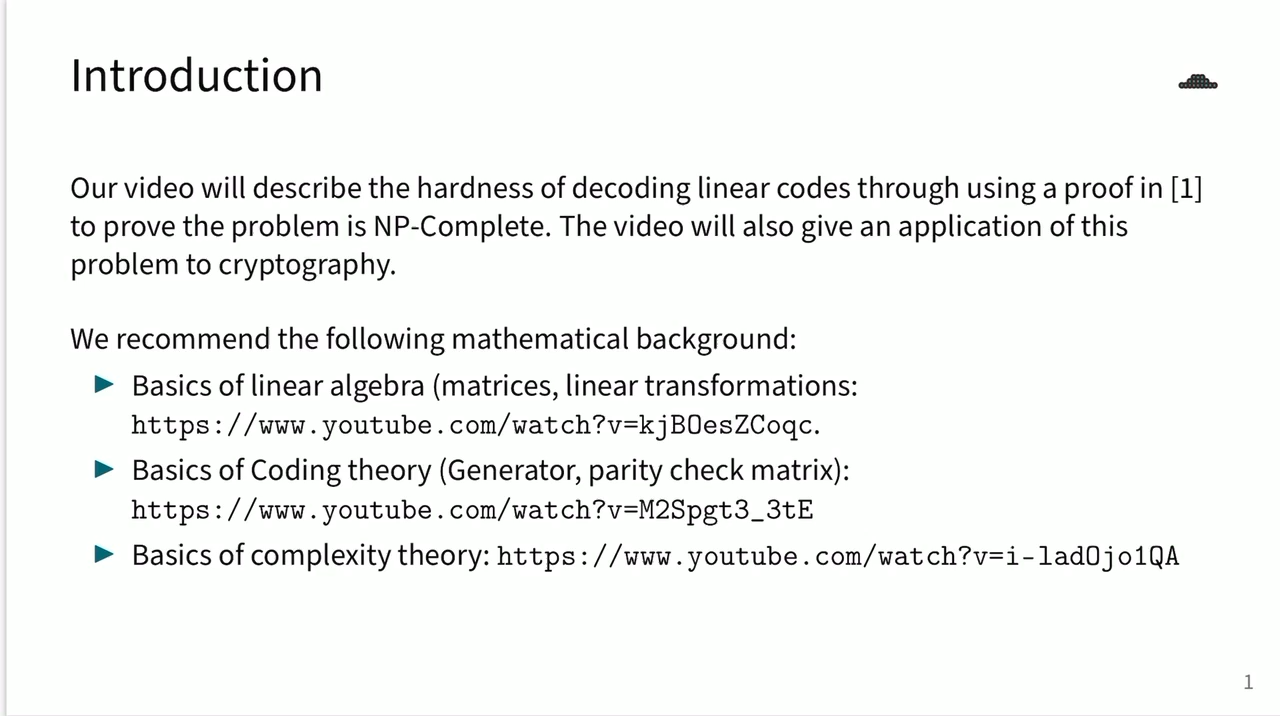 Introduction
Our video will describe the hardness of decoding linear codes through using a proof in [1]
to prove the problem is NP-Complete. The video will also give an application of this
problem to cryptography.
We recommend the following mathematical background:
▶ Basics of linear algebra (matrices, linear transformations:
https://www.youtube.com/watch?v=kjBOesZCoqc.
▶ Basics of Coding theory (Generator, parity check matrix):
https://www.youtube.com/watch?v=M2Spgt3_3tE
▶ Basics of complexity theory: https://www.youtube.com/watch?v=i-ladOjo1QA
1